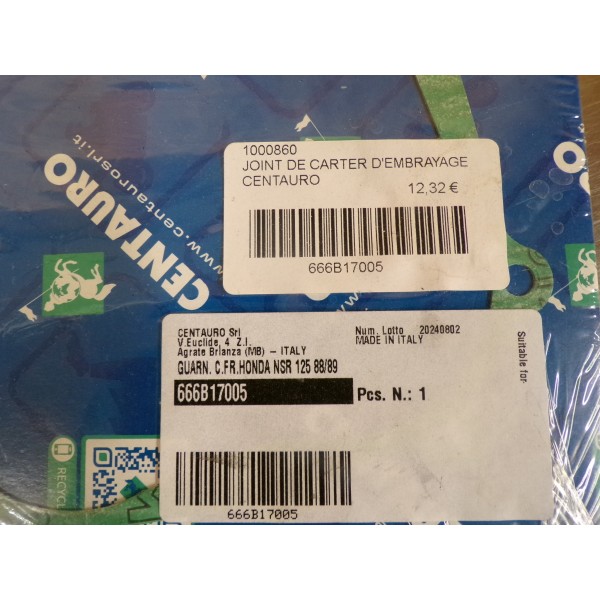 1000860
JOINT DE CARTER D'EMBRAYAGE
CENTAURO
12,32 €
666B17005
CENTAURO
www.centaurosrl.it
CENTAURO Srl
V.Euclide, 4 Z.I.
Agrate Brianza (MB) – ITALY
Num. Lotto 20240802
MADE IN ITALY
GUARN. C.FR.HONDA NSR 125 88/89
666B17005
Pcs. N.: 1
Suitable for
666B17005
RECYCLE
CENTAURO